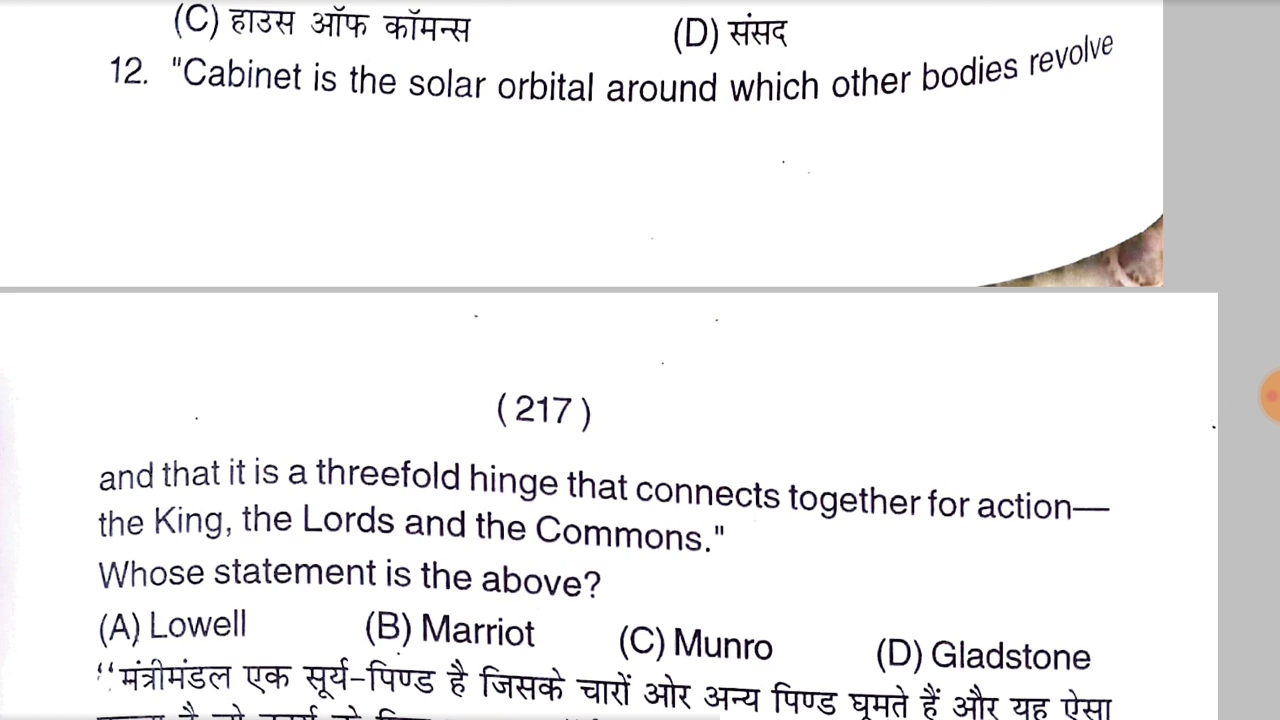 (C) हाउस ऑफ कॉमन्स (D) संसद
12. "Cabinet is the solar orbital around which other bodies revolve
(217)
and that it is a threefold hinge that connects together for action—
the King, the Lords and the Commons."
Whose statement is the above?
(A) Lowell (B) Marriot (C) Munro (D) Gladstone
"मंत्रीमंडल एक सूर्य-पिण्ड है जिसके चारों ओर अन्य पिण्ड घूमते हैं और यह ऐसा